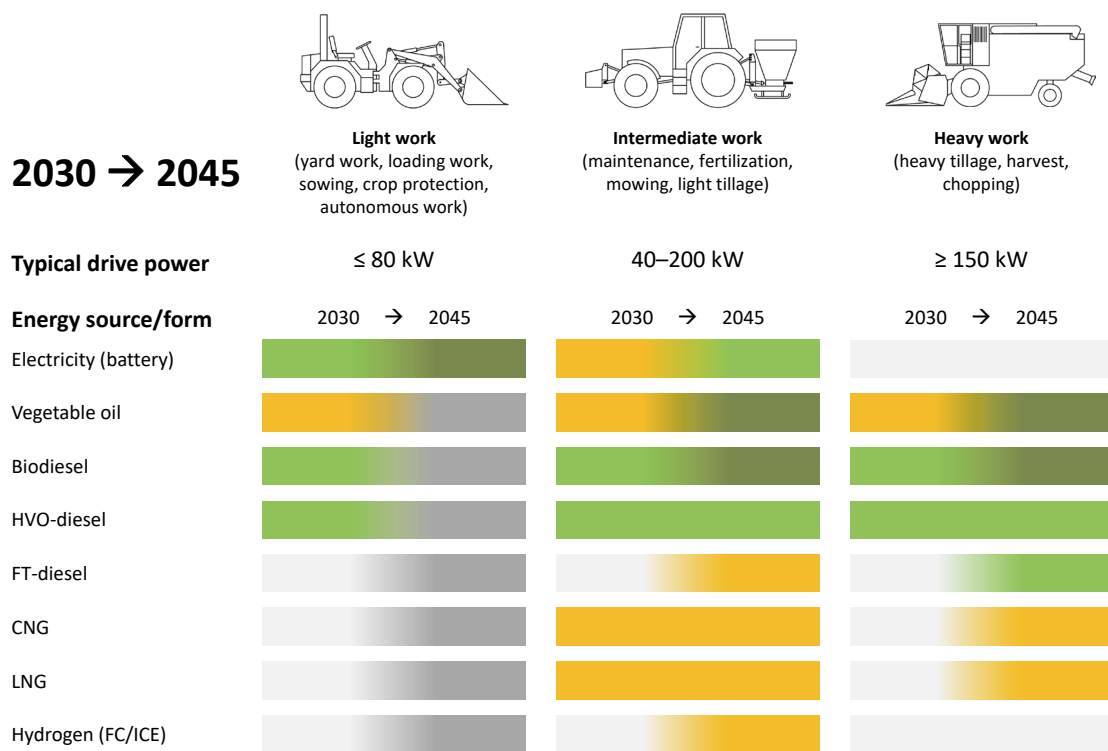 Light work
(yard work, loading work,
sowing, crop protection,
autonomous work)
Intermediate work
(maintenance, fertilization,
mowing, light tillage)
Heavy work
(heavy tillage, harvest,
chopping)
2030 → 2045
Typical drive power
≤ 80 kW
40–200 kW
≥ 150 kW
Energy source/form
2030 → 2045
2030 → 2045
2030 → 2045
Electricity (battery)
Vegetable oil
Biodiesel
HVO-diesel
FT-diesel
CNG
LNG
Hydrogen (FC/ICE)